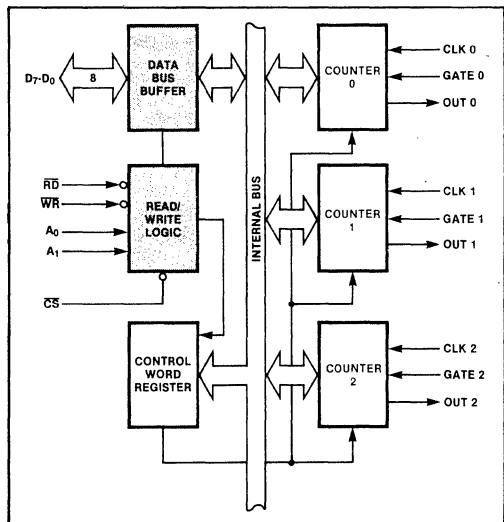 D7-D0
8
DATA
BUS
BUFFER
RD
WR
A0
A1
CS
READ/
WRITE
LOGIC
CONTROL
WORD
REGISTER
INTERNAL BUS
COUNTER
0
CLK 0
GATE 0
OUT 0
COUNTER
1
CLK 1
GATE 1
OUT 1
COUNTER
2
CLK 2
GATE 2
OUT 2